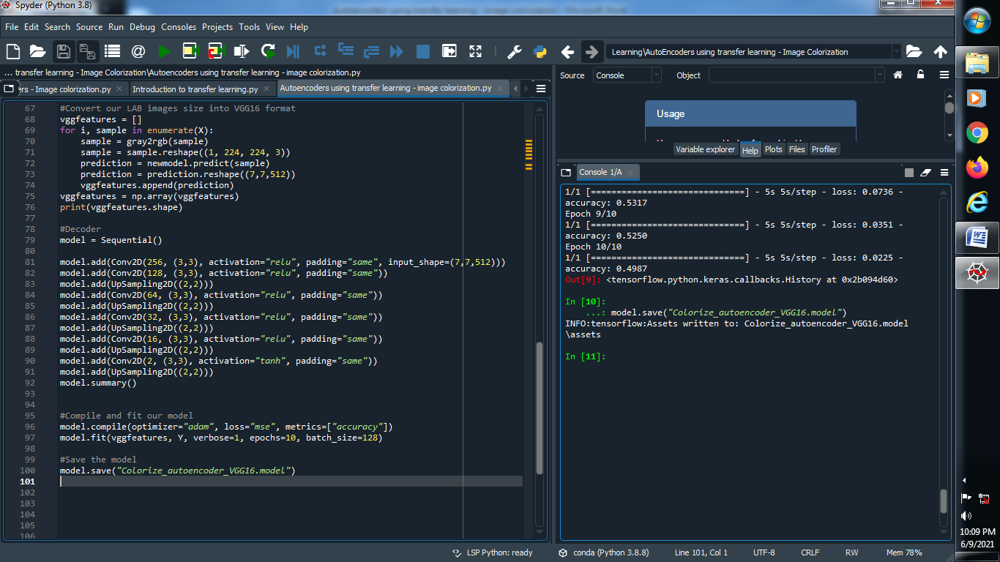 Spyder (Python 3.8)
File Edit Search Source Run Debug Consoles Projects Tools View Help
Learning\AutoEncoders using transfer learning - Image Colorization
... transfer learning - Image Colorization\Autoencoders using transfer learning - image colorization.py
ers - Image colorization.py
Introduction to transfer learning.py
Autoencoders using transfer learning - image colorization.py
67 #Convert our LAB images size into VGG16 format
68 vggfeatures = []
69 for i, sample in enumerate(X):
70     sample = gray2rgb(sample)
71     sample = sample.reshape((1, 224, 224, 3))
72     prediction = newmodel.predict(sample)
73     prediction = prediction.reshape((7,7,512))
74     vggfeatures.append(prediction)
75 vggfeatures = np.array(vggfeatures)
76 print(vggfeatures.shape)
77
78 #Decoder
79 model = Sequential()
80
81 model.add(Conv2D(256, (3,3), activation="relu", padding="same", input_shape=(7,7,512)))
82 model.add(Conv2D(128, (3,3), activation="relu", padding="same"))
83 model.add(UpSampling2D((2,2)))
84 model.add(Conv2D(64, (3,3), activation="relu", padding="same"))
85 model.add(UpSampling2D((2,2)))
86 model.add(Conv2D(32, (3,3), activation="relu", padding="same"))
87 model.add(UpSampling2D((2,2)))
88 model.add(Conv2D(16, (3,3), activation="relu", padding="same"))
89 model.add(UpSampling2D((2,2)))
90 model.add(Conv2D(2, (3,3), activation="tanh", padding="same"))
91 model.add(UpSampling2D((2,2)))
92 model.summary()
93
94
95 #Compile and fit our model
96 model.compile(optimizer="adam", loss="mse", metrics=["accuracy"])
97 model.fit(vggfeatures, Y, verbose=1, epochs=10, batch_size=128)
98
99 #Save the model
100 model.save("Colorize_autoencoder_VGG16.model")
101
102
103
104
105
106
Source Console Object
Usage
Variable explorer Help Plots Files Profiler
Console 1/A
1/1 [==============================] - 5s 5s/step - loss: 0.0736 -
accuracy: 0.5317
Epoch 9/10
1/1 [==============================] - 5s 5s/step - loss: 0.0351 -
accuracy: 0.5250
Epoch 10/10
1/1 [==============================] - 5s 5s/step - loss: 0.0225 -
accuracy: 0.4987
Out[9]: <tensorflow.python.keras.callbacks.History at 0x2b094d60>
In [10]:
...: model.save("Colorize_autoencoder_VGG16.model")
INFO:tensorflow:Assets written to: Colorize_autoencoder_VGG16.model
\assets
In [11]:
LSP Python: ready conda (Python 3.8.8) Line 101, Col 1 UTF-8 CRLF RW Mem 78%
10:09 PM
6/9/2021